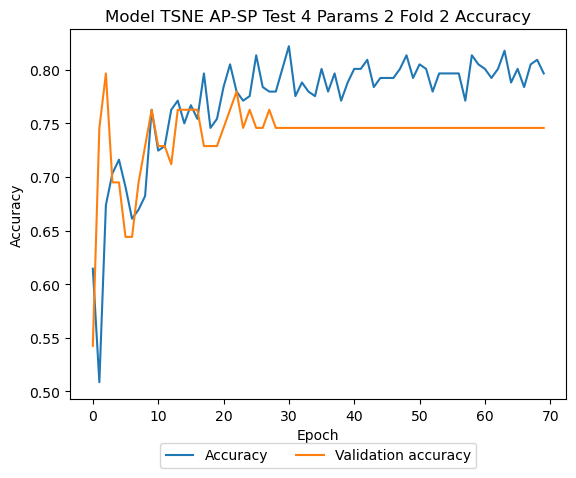 Model TSNE AP-SP Test 4 Params 2 Fold 2 Accuracy
Accuracy
0.80
0.75
0.70
0.65
0.60
0.55
0.50
0 10 20 30 40 50 60 70
Epoch
Accuracy Validation accuracy